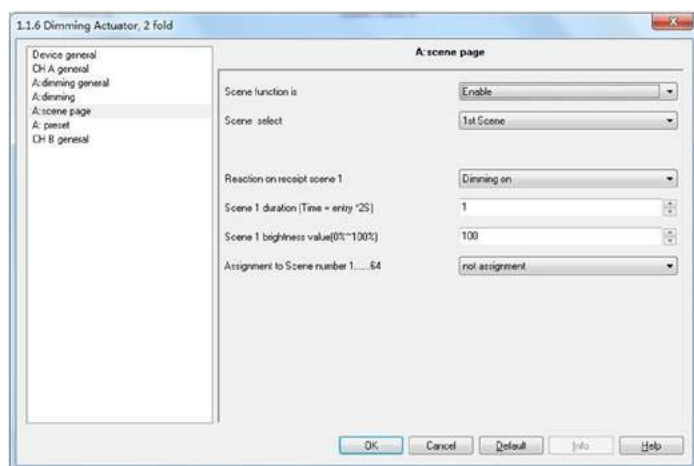 1.1.6 Dimming Actuator, 2 fold
Device general
CH A general
A:dimming general
A:dimming
A:scene page
A: preset
CH B general
A:scene page
Scene function is
Enable
Scene select
1st Scene
Reaction on receipt scene 1
Dimming on
Scene 1 duration (Time = entry *2S)
1
Scene 1 brightness value(0%~100%)
100
Assignment to Scene number 1......64
not assignment
OK Cancel Default Info Help